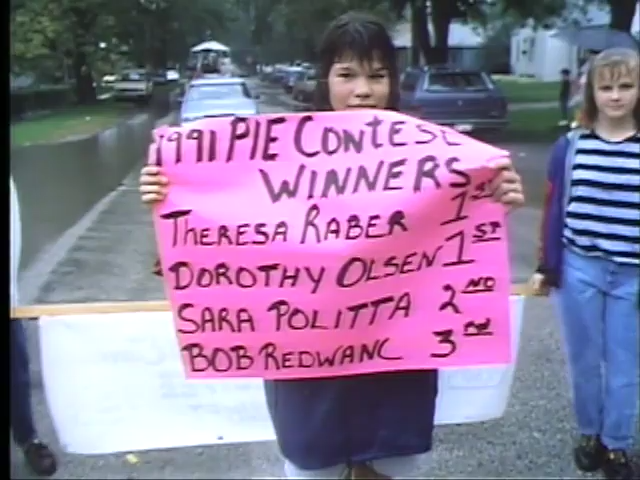 1991 PIE CONTEST
WINNERS
THERESA RABER 1ST
DOROTHY OLSEN 1ST
SARA POLITTA 2ND
BOB REDWANC 3RD